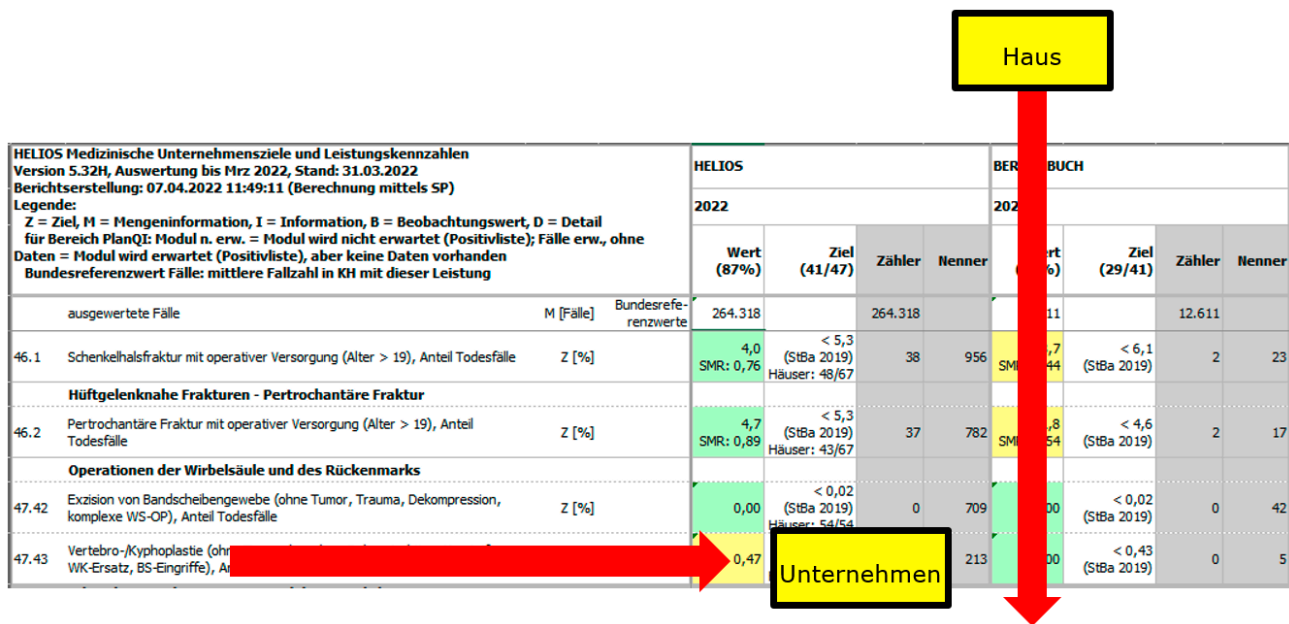 Haus
HELIOS Medizinische Unternehmensziele und Leistungskennzahlen
Version 5.32H, Auswertung bis Mrz 2022, Stand: 31.03.2022
Berichtserstellung: 07.04.2022 11:49:11 (Berechnung mittels SP)
Legende:
Z = Ziel, M = Mengeninformation, I = Information, B = Beobachtungswert, D = Detail
für Bereich PlanQI: Modul n. erw. = Modul wird nicht erwartet (Positivliste); Fälle erw., ohne
Daten = Modul wird erwartet (Positivliste), aber keine Daten vorhanden
Bundesreferenzwert Fälle: mittlere Fallzahl in KH mit dieser Leistung
HELIOS
BER BUCH
2022
202
Wert (87%) Ziel (41/47) Zähler Nenner
Ziel (29/41) Zähler Nenner
ausgewertete Fälle M [Fälle] Bundesrefe-
renzwerte 264.318 264.318 11 12.611
46.1 Schenkelhalsfraktur mit operativer Versorgung (Alter > 19), Anteil Todesfälle Z [%] 4,0
SMR: 0,76
< 5,3
(StBa 2019)
Häuser: 48/67
38 956
,7
44
< 6,1
(StBa 2019)
2 23
Hüftgelenknahe Frakturen - Pertrochantäre Fraktur
46.2 Pertrochantäre Fraktur mit operativer Versorgung (Alter > 19), Anteil
Todesfälle
Z [%]
4,7
SMR: 0,89
< 5,3
(StBa 2019)
Häuser: 43/67
37 782
,8
54
< 4,6
(StBa 2019)
2 17
Operationen der Wirbelsäule und des Rückenmarks
47.42 Exzision von Bandscheibengewebe (ohne Tumor, Trauma, Dekompression,
komplexe WS-OP), Anteil Todesfälle
Z [%]
0,00
< 0,02
(StBa 2019)
Häuser: 54/54
0 709
00
< 0,02
(StBa 2019)
0 42
47.43 Vertebro-/Kyphoplastie
WK-Ersatz, BS-Eingriffe),
0,47
213
00
< 0,43
(StBa 2019)
0 5
Unternehmen